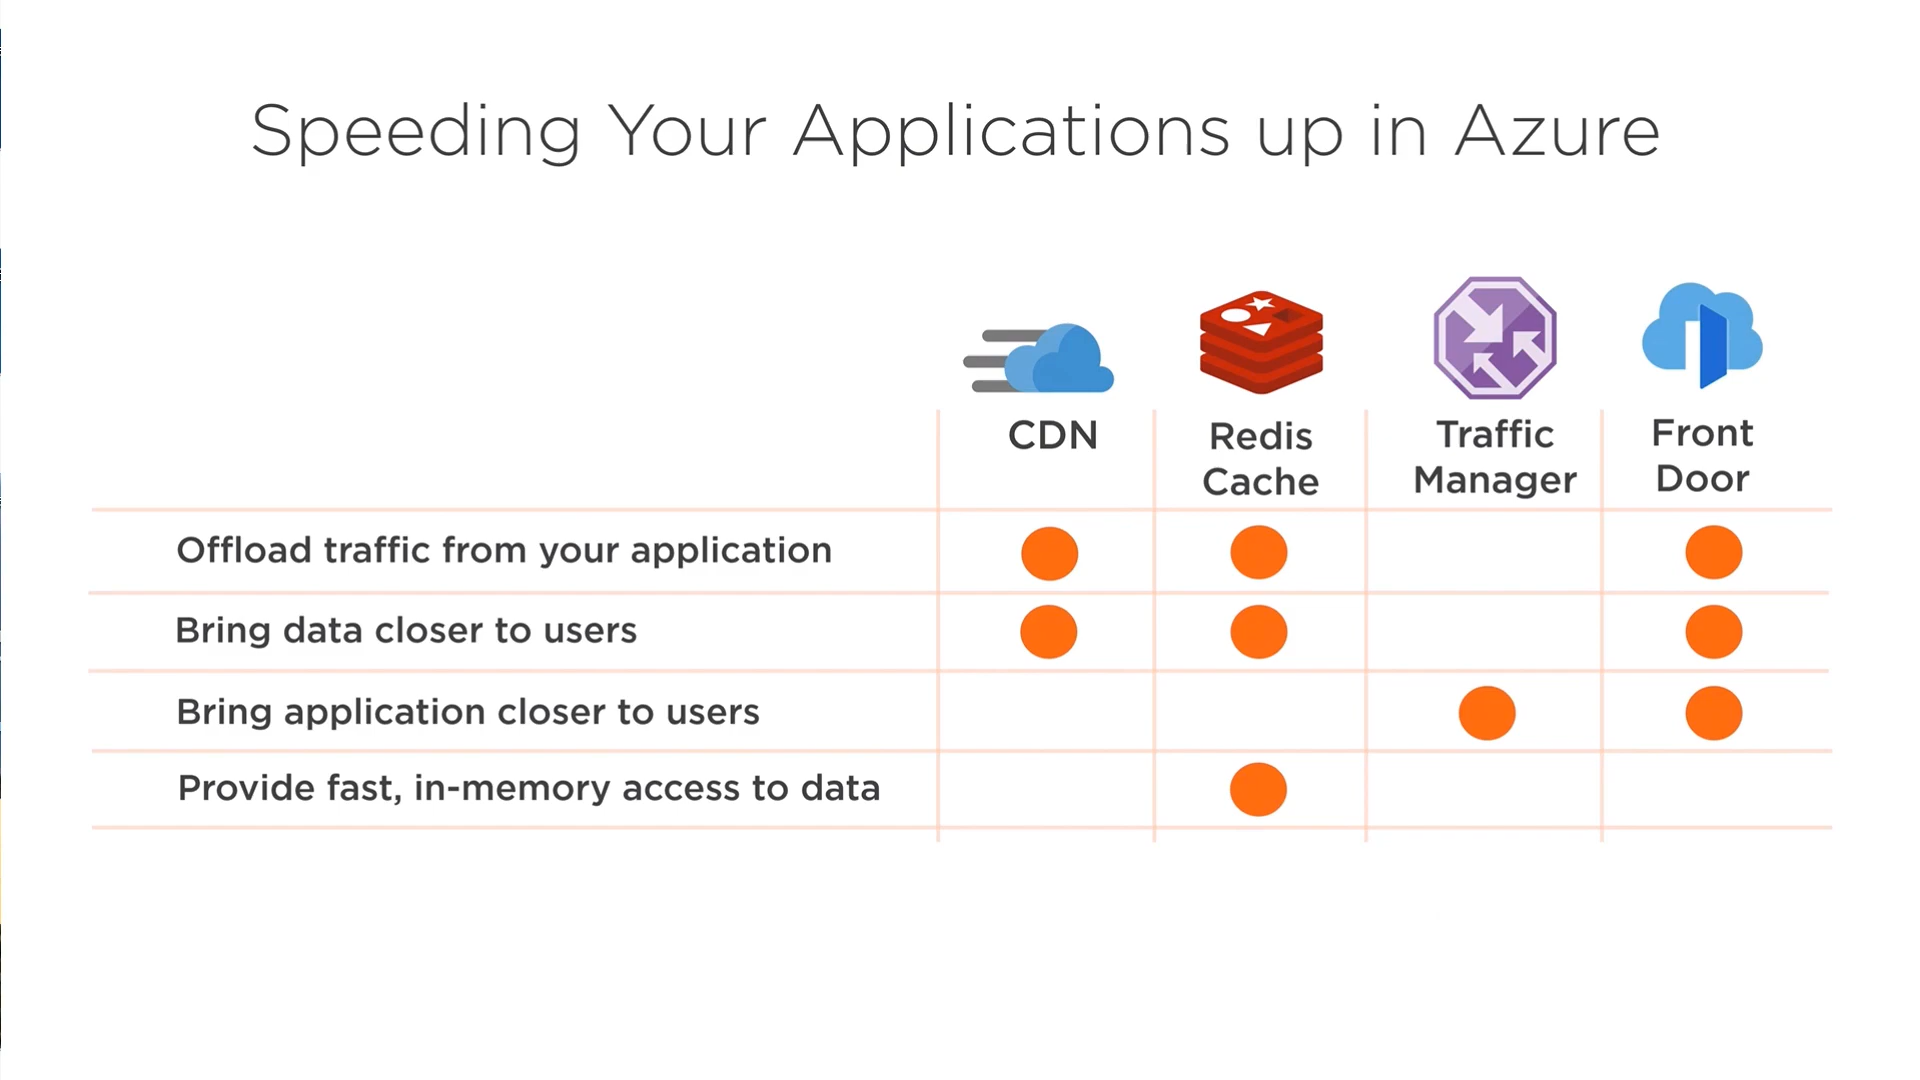 Speeding Your Applications up in Azure
CDN
Redis
Cache
Traffic
Manager
Front
Door
Offload traffic from your application
Bring data closer to users
Bring application closer to users
Provide fast, in-memory access to data